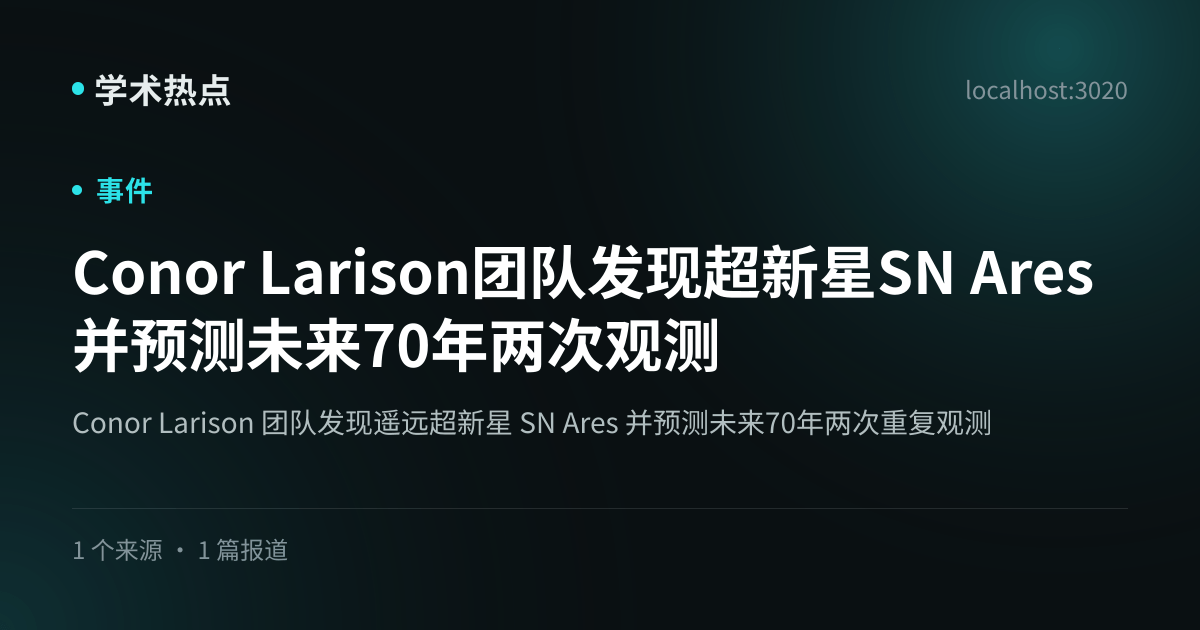 学术热点
localhost:3020
事件
Conor Larison团队发现超新星SN Ares
并预测未来70年两次观测
Conor Larison 团队发现遥远超新星 SN Ares 并预测未来70年两次重复观测
1 个来源 · 1 篇报道